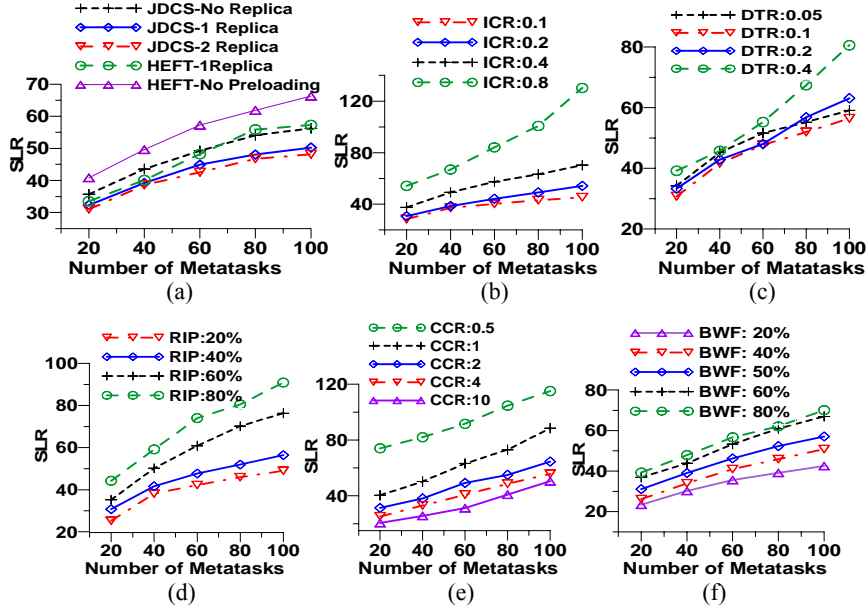 JDCS-No Replica
JDCS-1 Replica
JDCS-2 Replica
HEFT-1Replica
HEFT-No Preloading
70
60
50
40
30
SLR
20 40 60 80 100
Number of Metatasks
(a)
ICR:0.1
ICR:0.2
ICR:0.4
ICR:0.8
120
80
40
SLR
20 40 60 80 100
Number of Metatasks
(b)
DTR:0.05
DTR:0.1
DTR:0.2
DTR:0.4
80
60
40
20
SLR
20 40 60 80 100
Number of Matatasks
(c)
RIP:20%
RIP:40%
RIP:60%
RIP:80%
100
80
60
40
20
SLR
20 40 60 80 100
Number of Metatasks
(d)
CCR:0.5
CCR:1
CCR:2
CCR:4
CCR:10
120
80
40
SLR
20 40 60 80 100
Number of Metatasks
(e)
BWF: 20%
BWF: 40%
BWF: 50%
BWF: 60%
BWF: 80%
80
60
40
20
SLR
20 40 60 80 100
Number of Metatasks
(f)